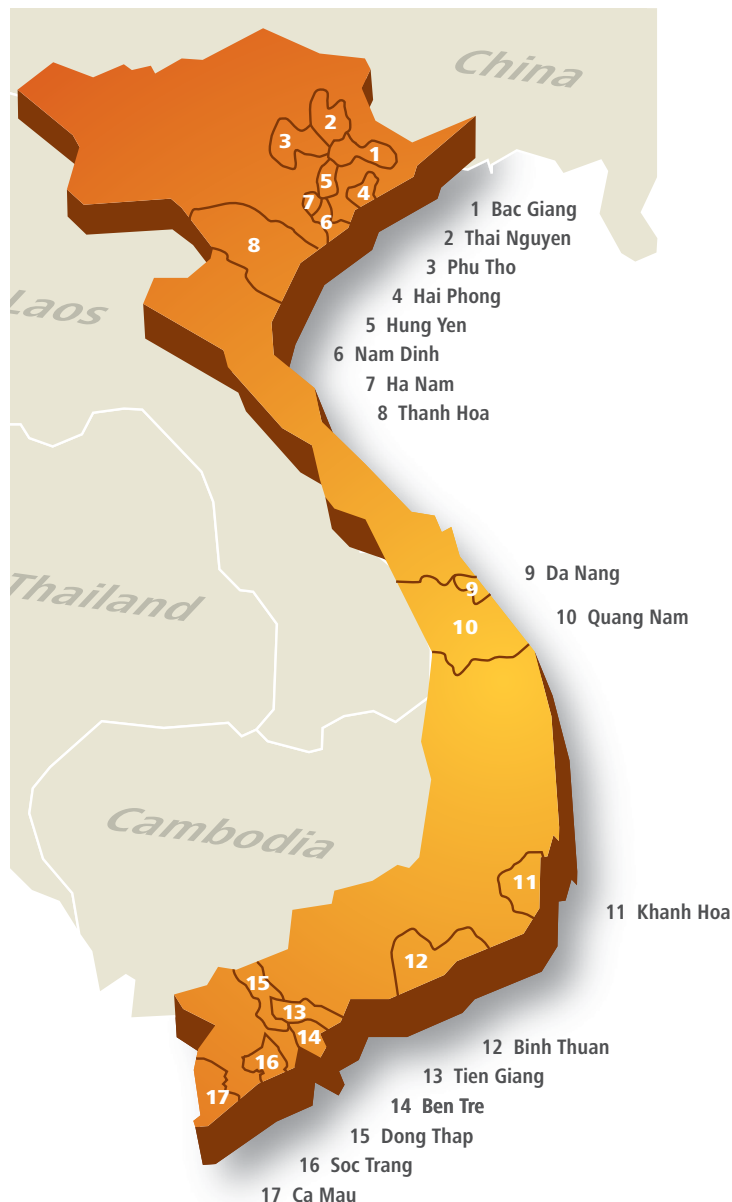 China
2
3
1
5
4
7
6
8
1 Bac Giang
2 Thai Nguyen
3 Phu Tho
4 Hai Phong
Laos
5 Hung Yen
6 Nam Dinh
7 Ha Nam
8 Thanh Hoa
Thailand
9
9 Da Nang
10
10 Quang Nam
Cambodia
11
11 Khanh Hoa
12
15
13
14
16
17
12 Binh Thuan
13 Tien Giang
14 Ben Tre
15 Dong Thap
16 Soc Trang
17 Ca Mau